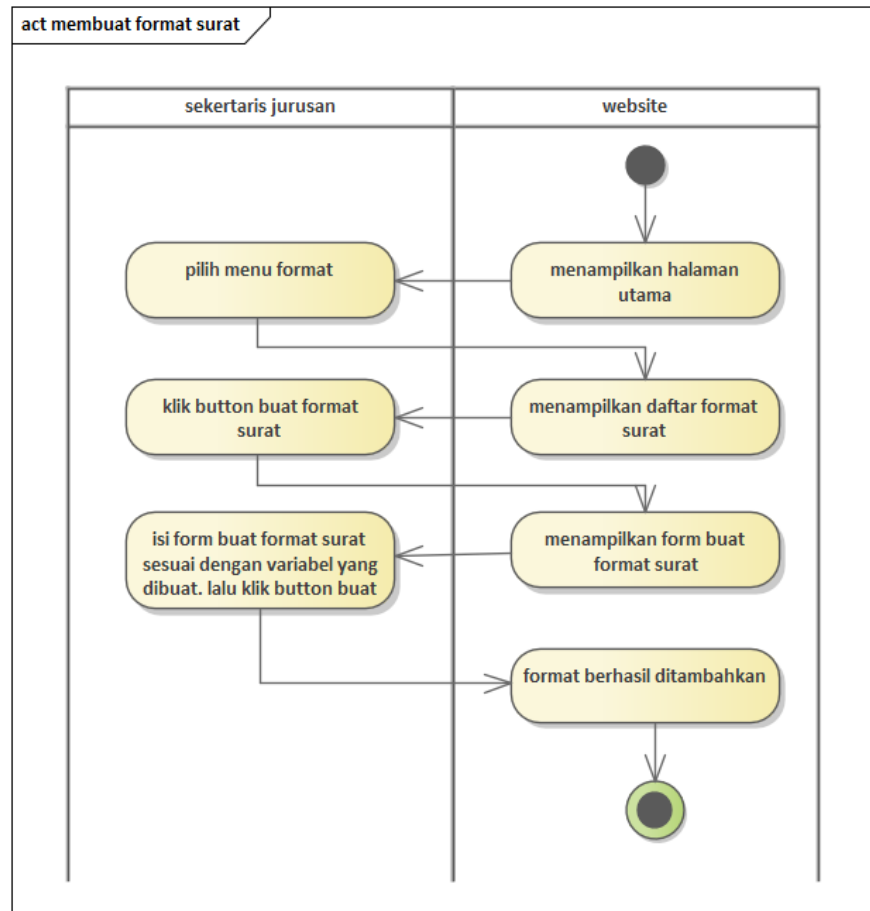 act membuat format surat
sekertaris jurusan
website
menampilkan halaman
utama
pilih menu format
menampilkan daftar format
surat
klik button buat format
surat
menampilkan form buat
format surat
isi form buat format surat
sesuai dengan variabel yang
dibuat. lalu klik button buat
format berhasil ditambahkan